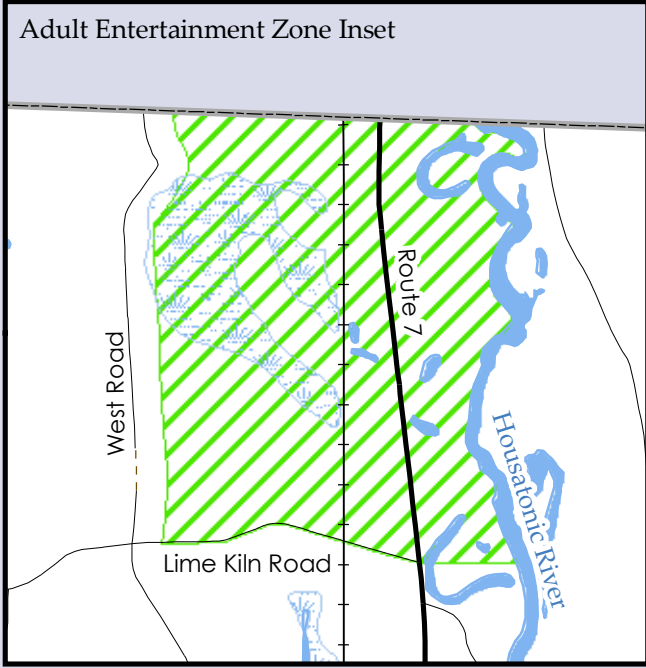 Adult Entertainment Zone Inset
Route 7
West Road
Housatonic River
Lime Kiln Road